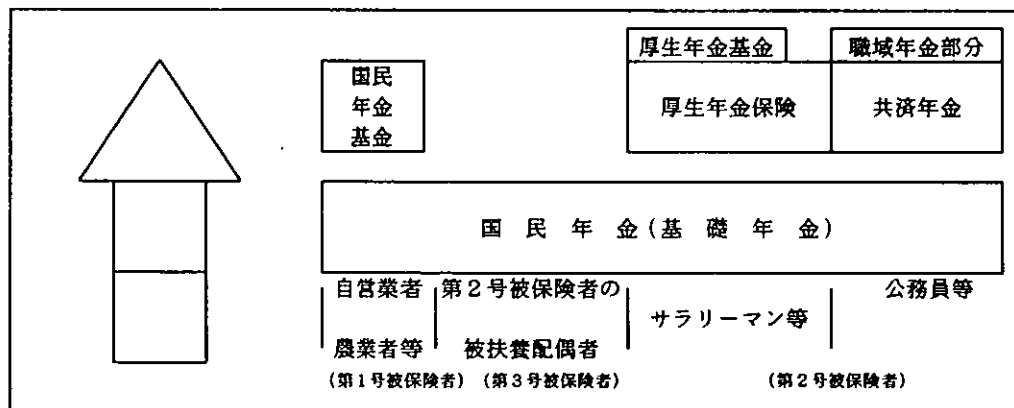 厚生年金基金
職域年金部分
国民
年金
基金
厚生年金保険
共済年金
国民年金(基礎年金)
自営業者
農業者等
(第1号被保険者)
第2号被保険者の
被扶養配偶者
(第3号被保険者)
サラリーマン等
公務員等
(第2号被保険者)